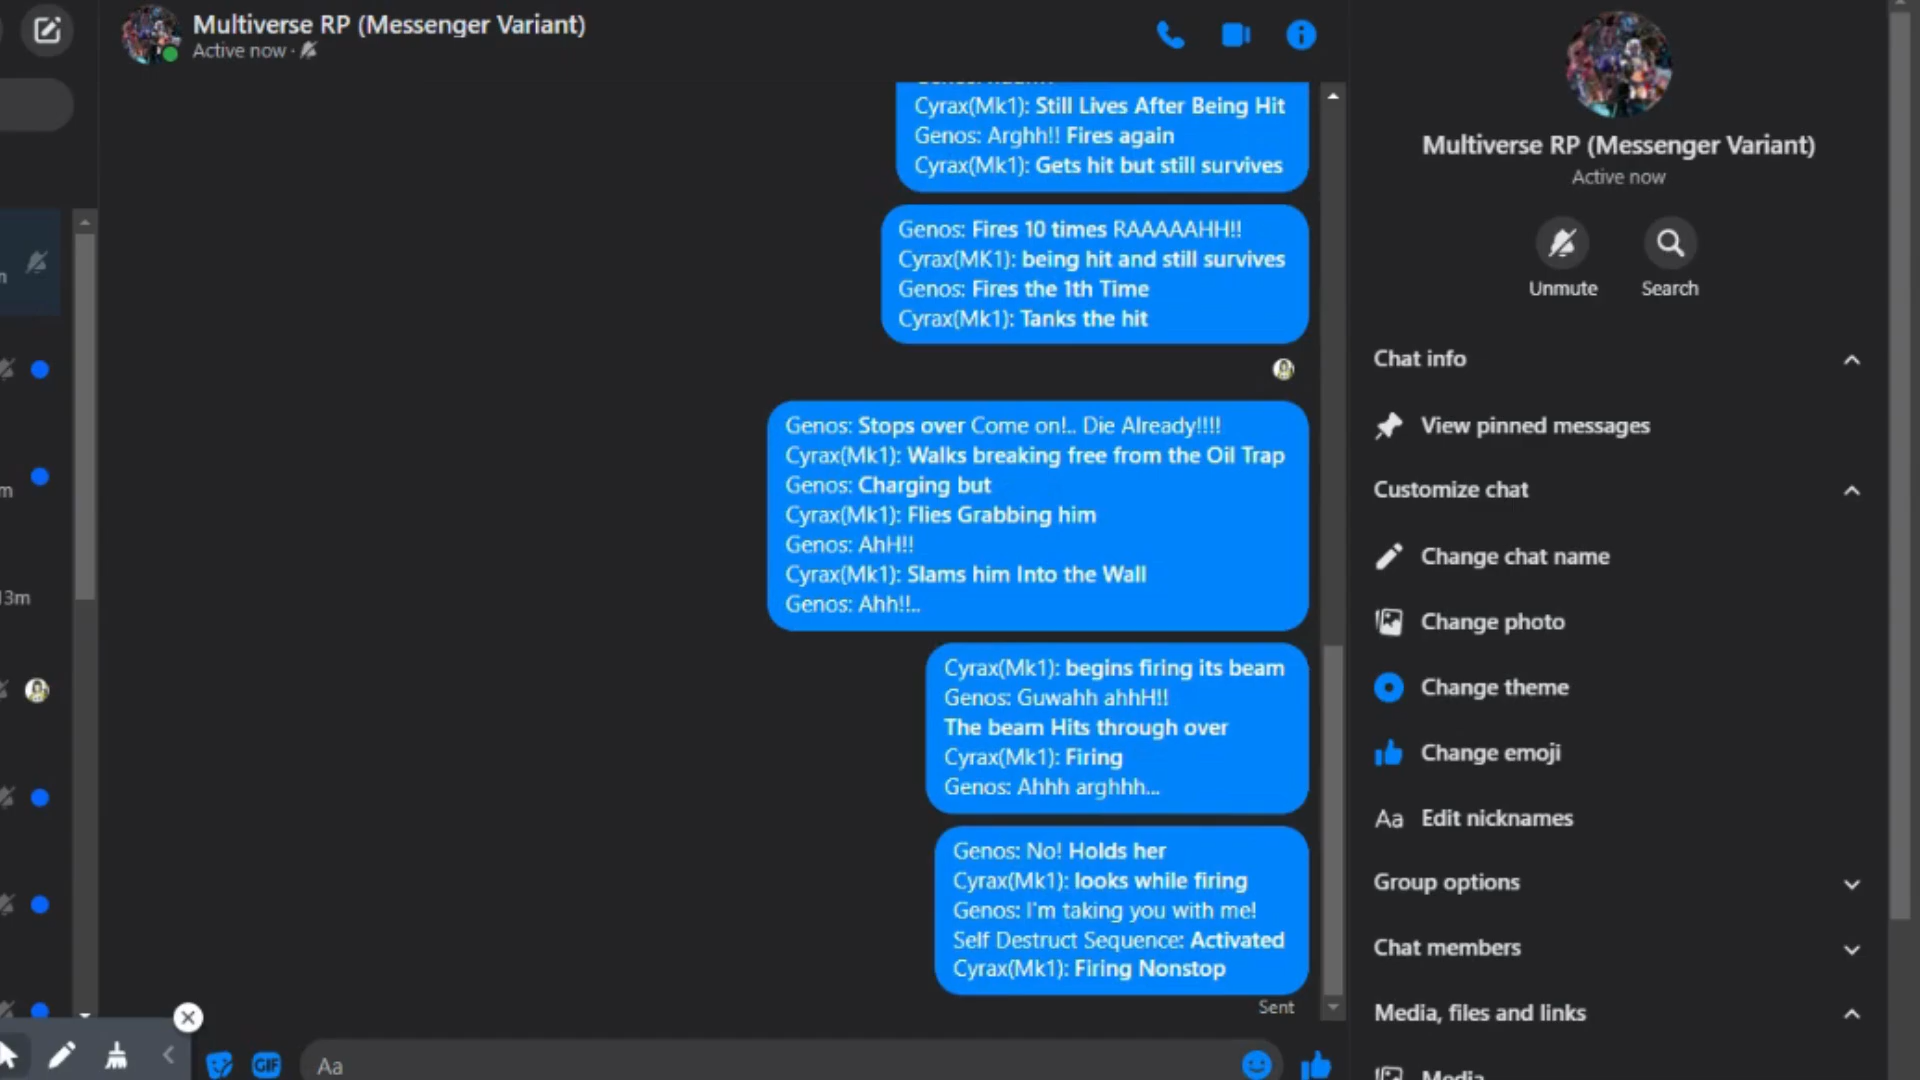 Multiverse RP (Messenger Variant)
Active now ·
Cyrax(Mk1): Still Lives After Being Hit
Genos: Arghh!! Fires again
Cyrax(Mk1): Gets hit but still survives
Genos: Fires 10 times RAAAAAHH!!
Cyrax(MK1): being hit and still survives
Genos: Fires the 1th Time
Cyrax(Mk1): Tanks the hit
Genos: Stops over Come on!.. Die Already!!!!
Cyrax(Mk1): Walks breaking free from the Oil Trap
Genos: Charging but
Cyrax(Mk1): Flies Grabbing him
Genos: AhH!!
Cyrax(Mk1): Slams him Into the Wall
Genos: Ahh!!..
Cyrax(Mk1): begins firing its beam
Genos: Guwahh ahhH!!
The beam Hits through over
Cyrax(Mk1): Firing
Genos: Ahhh arghhh...
Genos: No! Holds her
Cyrax(Mk1): looks while firing
Genos: I'm taking you with me!
Self Destruct Sequence: Activated
Cyrax(Mk1): Firing Nonstop
Sent
GIF
Aa
Multiverse RP (Messenger Variant)
Active now
Unmute
Search
Chat info
View pinned messages
Customize chat
Change chat name
Change photo
Change theme
Change emoji
Aa Edit nicknames
Group options
Chat members
Media, files and links
Media